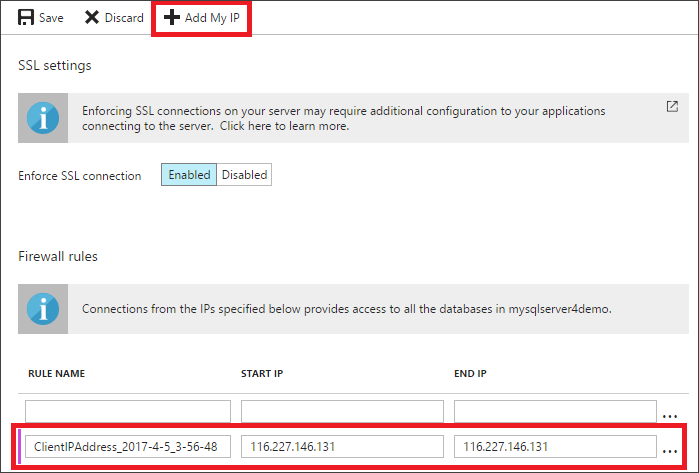 Save Discard Add My IP
SSL settings
Enforcing SSL connections on your server may require additional configuration to your applications
connecting to the server. Click here to learn more.
Enforce SSL connection Enabled Disabled
Firewall rules
Connections from the IPs specified below provides access to all the databases in mysqlserver4demo.
RULE NAME START IP END IP
...
ClientIPAddress_2017-4-5_3-56-48 116.227.146.131 116.227.146.131 ...